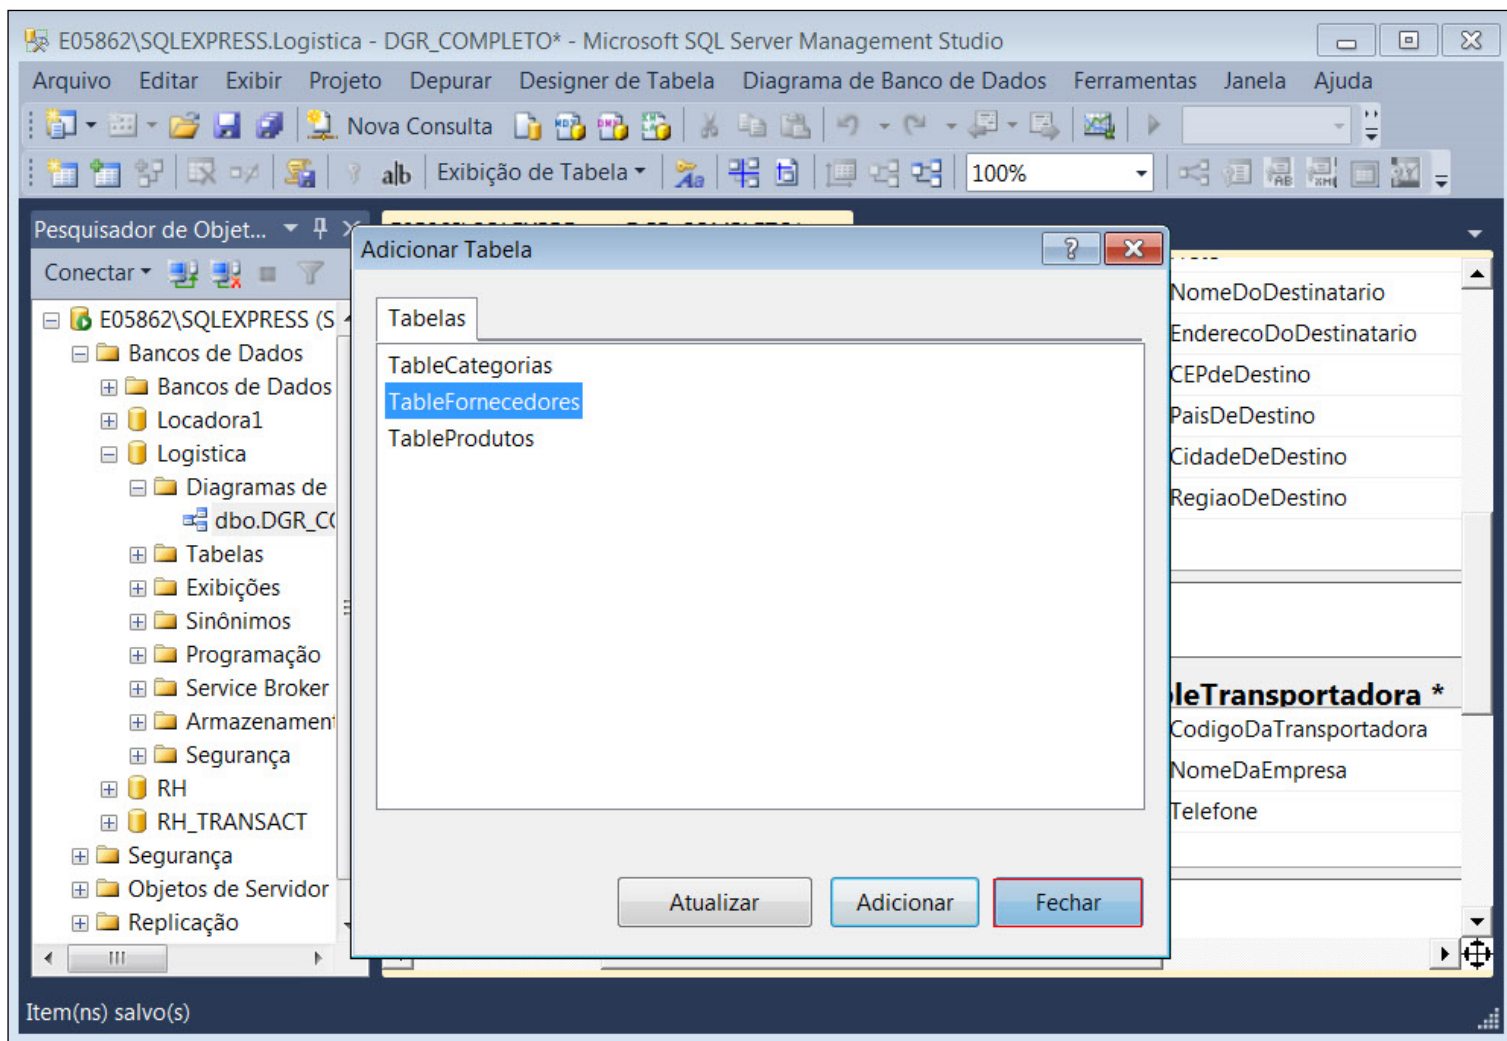 E05862\SQLEXPRESS.Logistica - DGR_COMPLETO* - Microsoft SQL Server Management Studio
Arquivo Editar Exibir Projeto Depurar Designer de Tabela Diagrama de Banco de Dados Ferramentas Janela Ajuda
Nova Consulta
Exibição de Tabela 100%
Pesquisador de Objet...
Conectar
E05862\SQLEXPRESS (S
Bancos de Dados
Bancos de Dados
Locadora1
Logistica
Diagramas de
dbo.DGR_CO
Tabelas
Exibições
Sinônimos
Programação
Service Broker
Armazenament
Segurança
RH
RH_TRANSACT
Segurança
Objetos de Servidor
Replicação
Adicionar Tabela
Tabelas
TableCategorias
TableFornecedores
TableProdutos
Atualizar Adicionar Fechar
NomeDoDestinatario
EnderecoDoDestinatario
CEPdeDestino
PaisDeDestino
CidadeDeDestino
RegiaoDeDestino
leTransportadora *
CodigoDaTransportadora
NomeDaEmpresa
Telefone
Item(ns) salvo(s)